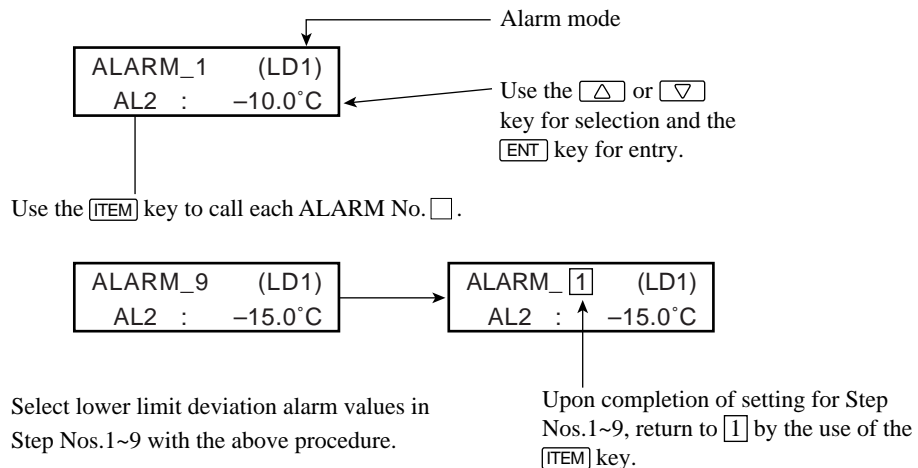 Alarm mode
ALARM_1 (LD1)
AL2 : –10.0˚C
Use the △ or ▽
key for selection and the
ENT key for entry.
Use the ITEM key to call each ALARM No. □ .
ALARM_9 (LD1)
AL2 : –15.0˚C
ALARM_ 1 (LD1)
AL2 : –15.0˚C
Select lower limit deviation alarm values in
Step Nos.1~9 with the above procedure.
Upon completion of setting for Step
Nos.1~9, return to 1 by the use of the
ITEM key.